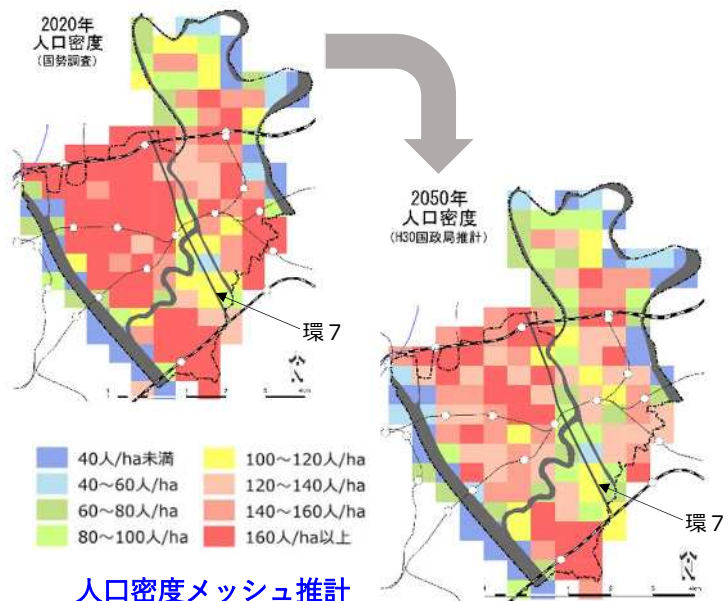 2020年
人口密度
(国勢調査)
環７
2050年
人口密度
(H30国政局推計)
環７
40人/ha未満
40～60人/ha
60～80人/ha
80～100人/ha
100～120人/ha
120～140人/ha
140～160人/ha
160人/ha以上
人口密度メッシュ推計